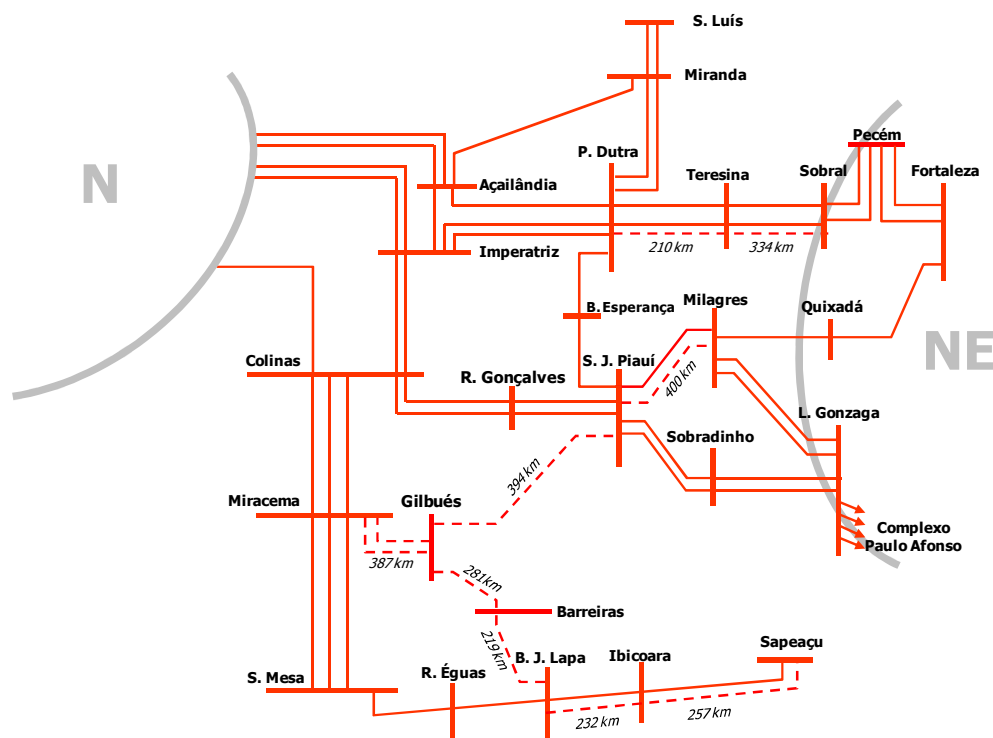 S. Luís
Miranda
N
P. Dutra
Pecém
Açailândia
Teresina
Sobral
Fortaleza
Imperatriz
210 km
334 km
B. Esperança
Milagres
Quixadá
NE
Colinas
R. Gonçalves
S. J. Piauí
400 km
L. Gonzaga
Sobradinho
394 km
Miracema
Gilbués
387 km
Complexo
Paulo Afonso
281km
Barreiras
219 km
S. Mesa
R. Éguas
B. J. Lapa
Ibicoara
Sapeaçu
232 km
257 km